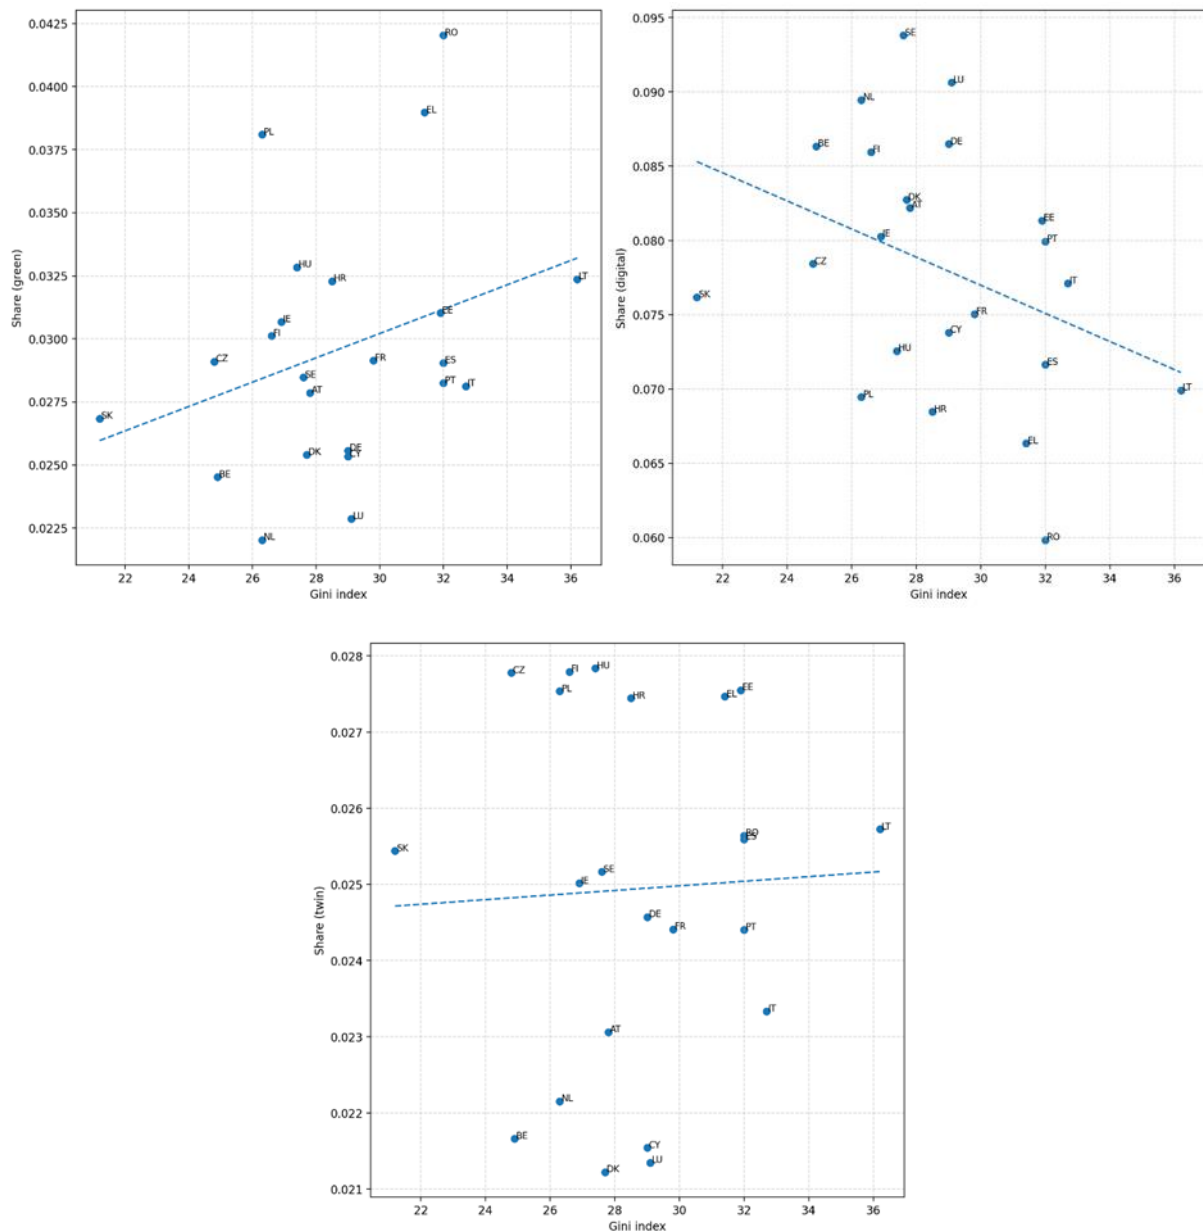 Share (green)
0.0425
0.0400
0.0375
0.0350
0.0325
0.0300
0.0275
0.0250
0.0225
RO
EL
PL
HU
HR
LT
EE
IE
FI
CZ
FR
ES
SE
PT
IT
AT
SK
DK
DE
CY
BE
LU
NL
22 24 26 28 30 32 34 36
Gini index
Share (digital)
0.095
0.090
0.085
0.080
0.075
0.070
0.065
0.060
SE
LU
NL
BE
DE
FI
DK
AT
EE
IE
PT
CZ
IT
SK
FR
CY
HU
ES
LT
PL
HR
EL
RO
22 24 26 28 30 32 34 36
Gini index
Share (twin)
0.028
0.027
0.026
0.025
0.024
0.023
0.022
0.021
HU
FI
CZ
EE
PL
EL
HR
LT
RO
ES
SK
SE
IE
DE
FR
PT
IT
AT
NL
BE
CY
LU
DK
22 24 26 28 30 32 34 36
Gini index